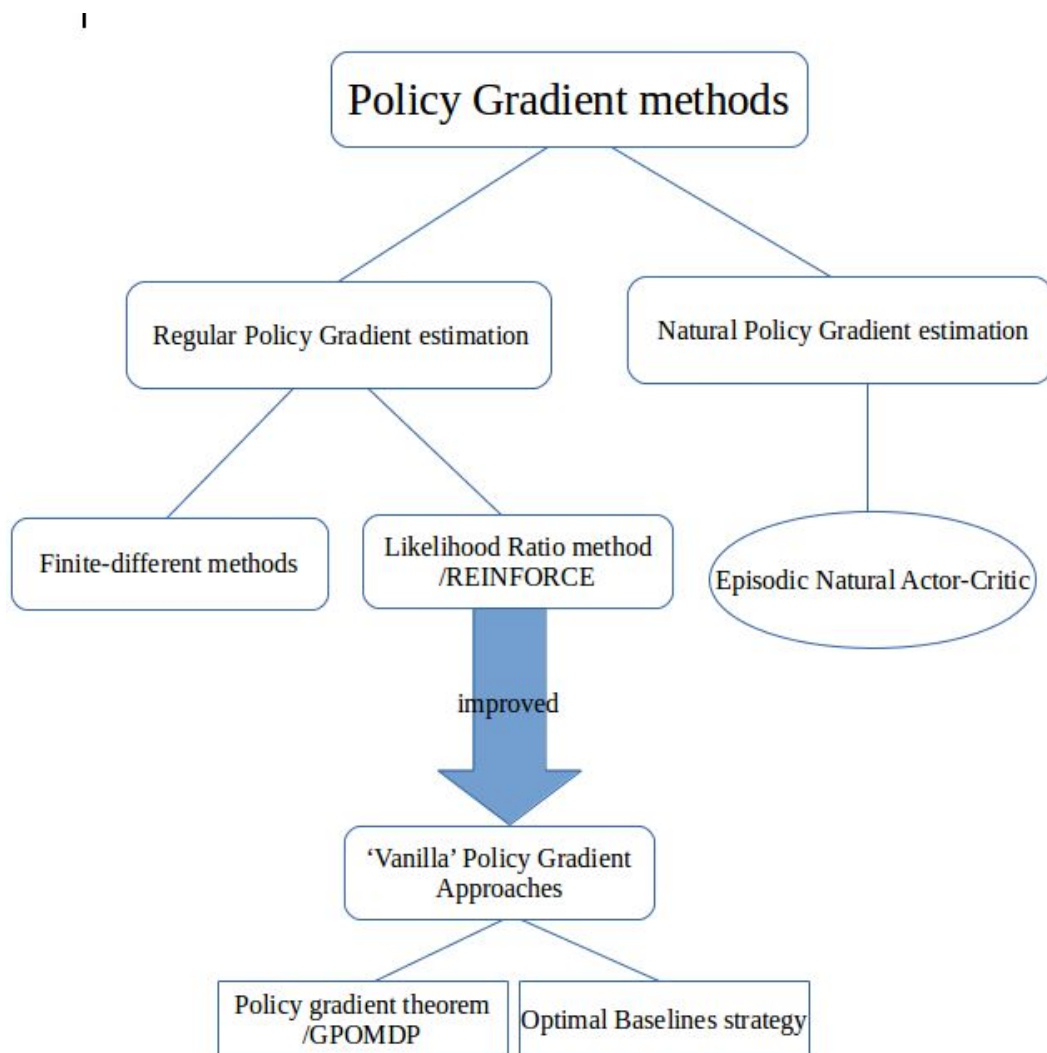 Policy Gradient methods
Regular Policy Gradient estimation
Natural Policy Gradient estimation
Finite-different methods
Likelihood Ratio method
/REINFORCE
Episodic Natural Actor-Critic
improved
‘Vanilla’ Policy Gradient
Approaches
Policy gradient theorem
/GPOMDP
Optimal Baselines strategy